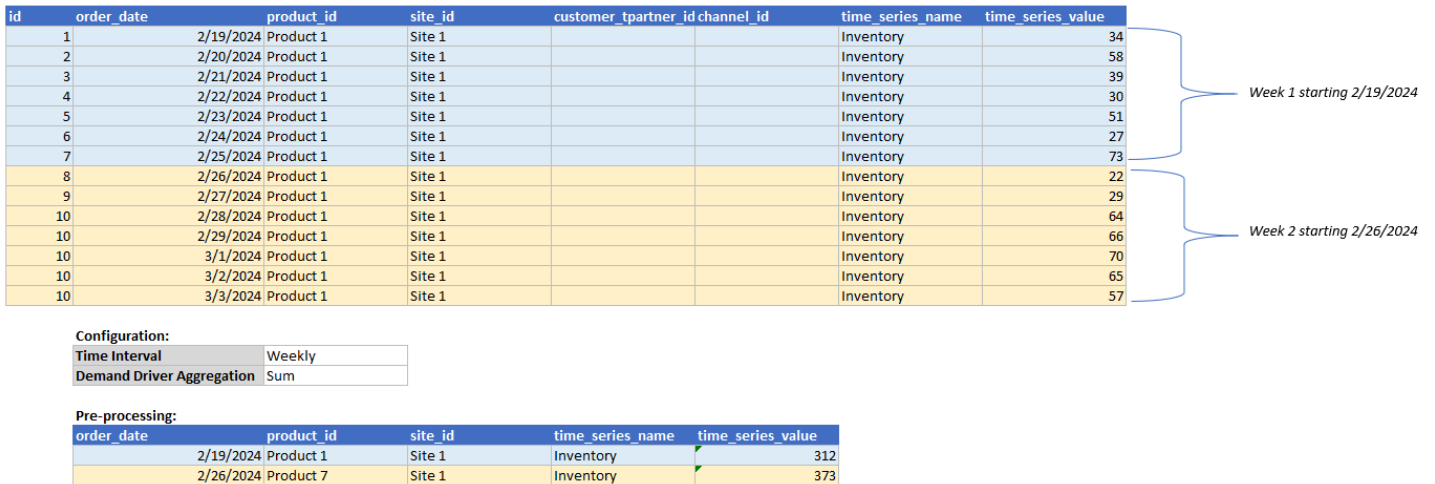 id order_date product_id site_id customer_tpartner_id channel_id time_series_name time_series_value
1 2/19/2024 Product 1 Site 1 Inventory 34
2 2/20/2024 Product 1 Site 1 Inventory 58
3 2/21/2024 Product 1 Site 1 Inventory 39
4 2/22/2024 Product 1 Site 1 Inventory 30
5 2/23/2024 Product 1 Site 1 Inventory 51
6 2/24/2024 Product 1 Site 1 Inventory 27
7 2/25/2024 Product 1 Site 1 Inventory 73
Week 1 starting 2/19/2024
8 2/26/2024 Product 1 Site 1 Inventory 22
9 2/27/2024 Product 1 Site 1 Inventory 29
10 2/28/2024 Product 1 Site 1 Inventory 64
10 2/29/2024 Product 1 Site 1 Inventory 66
10 3/1/2024 Product 1 Site 1 Inventory 70
10 3/2/2024 Product 1 Site 1 Inventory 65
10 3/3/2024 Product 1 Site 1 Inventory 57
Week 2 starting 2/26/2024
Configuration:
Time Interval Weekly
Demand Driver Aggregation Sum
Pre-processing:
order_date product_id site_id time_series_name time_series_value
2/19/2024 Product 1 Site 1 Inventory 312
2/26/2024 Product 7 Site 1 Inventory 373